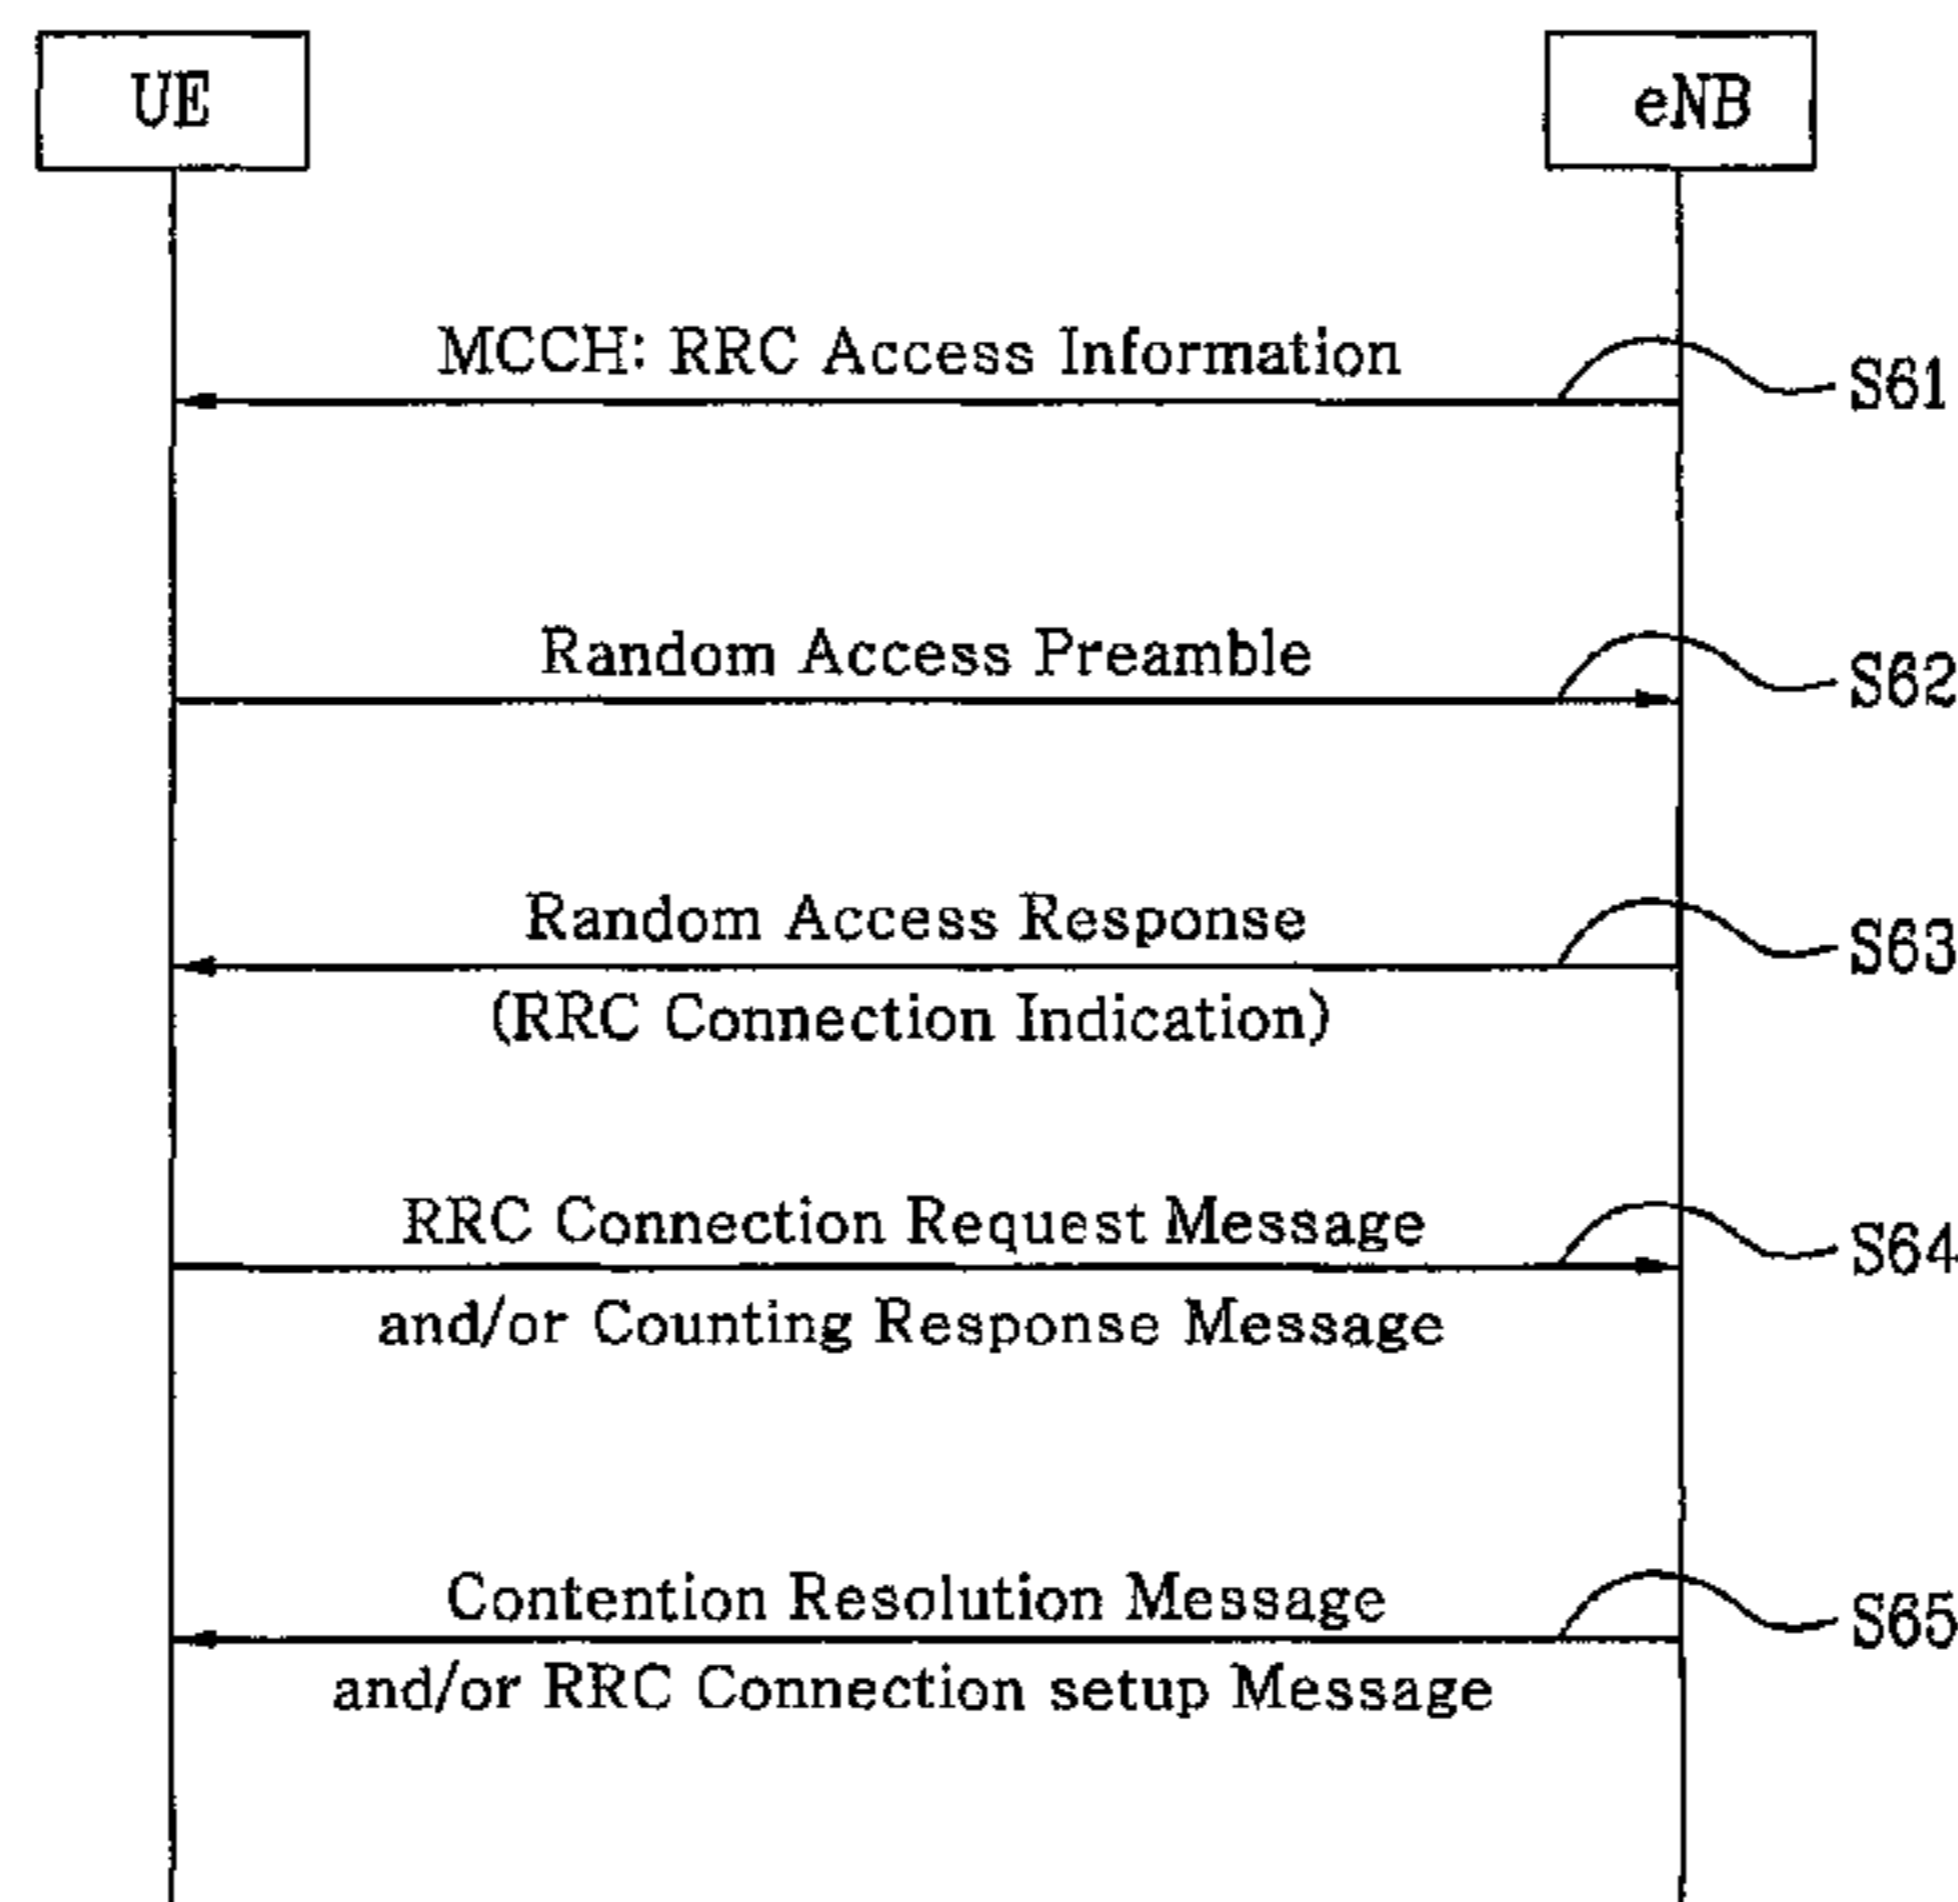 UE
eNB
MCCH: RRC Access Information
S61
Random Access Preamble
S62
Random Access Response
S63
(RRC Connection Indication)
RRC Connection Request Message
S64
and/or Counting Response Message
Contention Resolution Message
S65
and/or RRC Connection setup Message